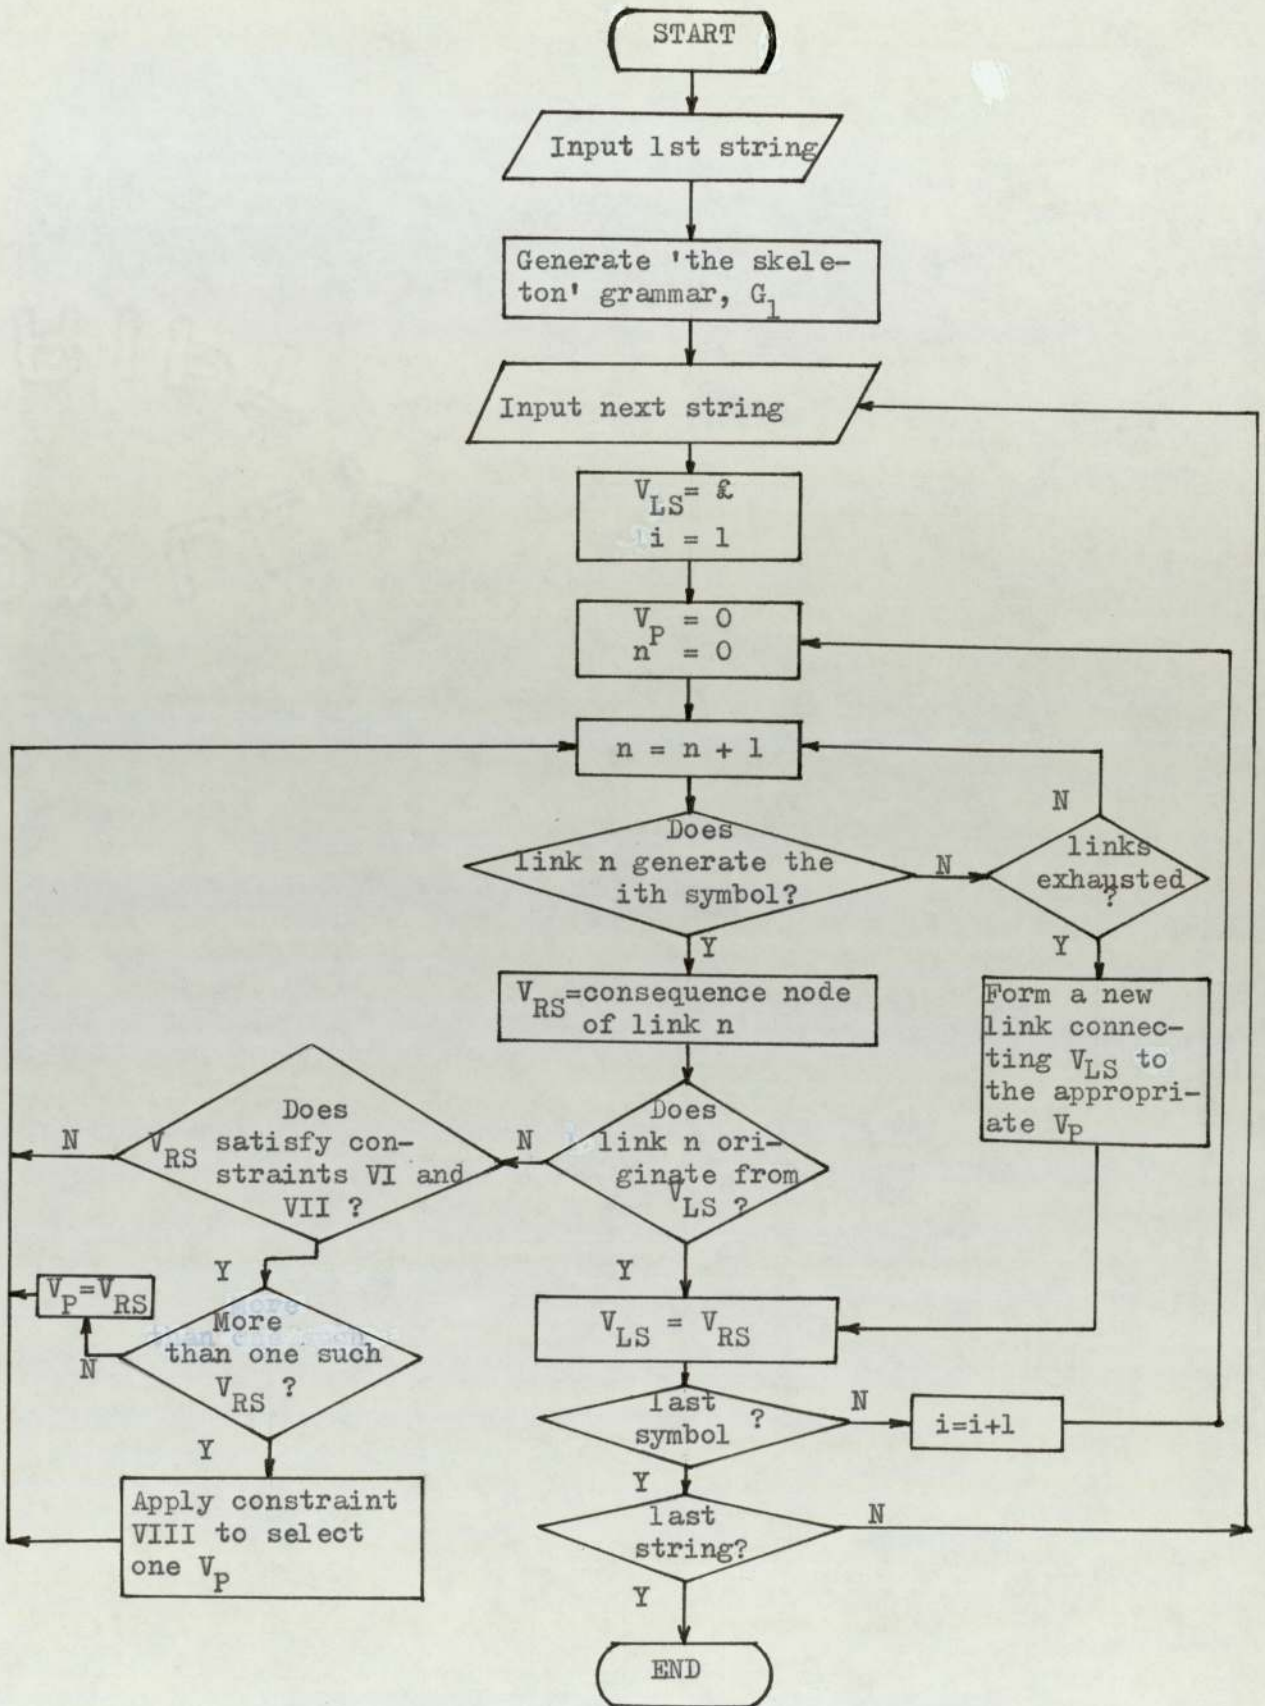 START
Input 1st string
Generate 'the skele-
ton' grammar, G1
Input next string
VLS= £
i = 1
VP = 0
n = 0
n = n + 1
Does
link n generate the
ith symbol?
N
links
exhausted
?
N
Y
Y
VRS=consequence node
of link n
Form a new
link connec-
ting VLS to
the appropri-
ate VP
Does
link n ori-
ginate from
VLS ?
N
Does
VRS satisfy con-
straints VI and
VII ?
N
Y
Y
VP=VRS
More
than one such
VRS ?
N
Y
Apply constraint
VIII to select
one VP
VLS = VRS
last
symbol ?
N
i=i+1
Y
last
string?
N
Y
END